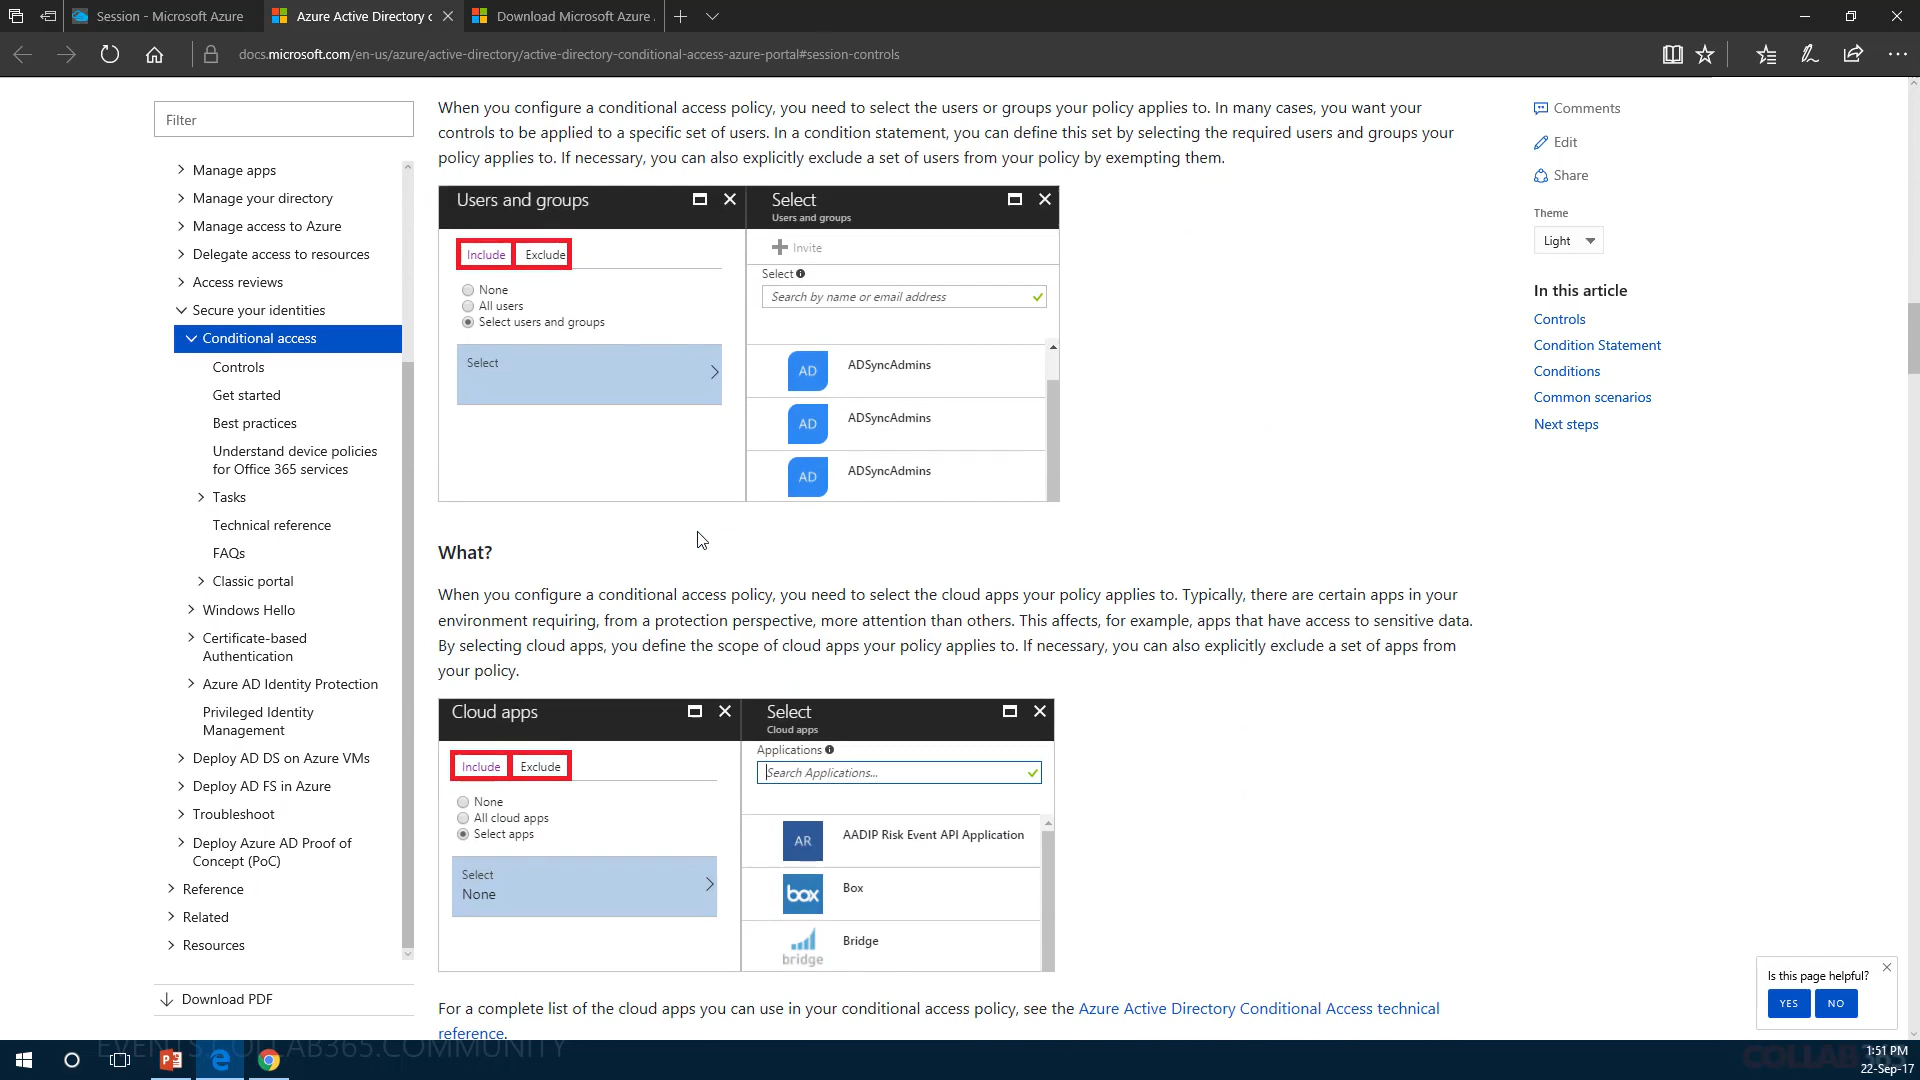 Session - Microsoft Azure
Azure Active Directory c
Download Microsoft Azure
docs.microsoft.com/en-us/azure/active-directory/active-directory-conditional-access-azure-portal#session-controls
Filter
Manage apps
Manage your directory
Manage access to Azure
Delegate access to resources
Access reviews
Secure your identities
Conditional access
Controls
Get started
Best practices
Understand device policies
for Office 365 services
Tasks
Technical reference
FAQs
Classic portal
Windows Hello
Certificate-based
Authentication
Azure AD Identity Protection
Privileged Identity
Management
Deploy AD DS on Azure VMs
Deploy AD FS in Azure
Troubleshoot
Deploy Azure AD Proof of
Concept (PoC)
Reference
Related
Resources
Download PDF
When you configure a conditional access policy, you need to select the users or groups your policy applies to. In many cases, you want your
controls to be applied to a specific set of users. In a condition statement, you can define this set by selecting the required users and groups your
policy applies to. If necessary, you can also explicitly exclude a set of users from your policy by exempting them.
Users and groups
Include Exclude
None
All users
Select users and groups
Select
Select
Users and groups
Invite
Select
Search by name or email address
AD ADSyncAdmins
AD ADSyncAdmins
AD ADSyncAdmins
What?
When you configure a conditional access policy, you need to select the cloud apps your policy applies to. Typically, there are certain apps in your
environment requiring, from a protection perspective, more attention than others. This affects, for example, apps that have access to sensitive data.
By selecting cloud apps, you define the scope of cloud apps your policy applies to. If necessary, you can also explicitly exclude a set of apps from
your policy.
Cloud apps
Include Exclude
None
All cloud apps
Select apps
Select
None
Select
Cloud apps
Applications
Search Applications...
AR AADIP Risk Event API Application
box Box
bridge Bridge
For a complete list of the cloud apps you can use in your conditional access policy, see the Azure Active Directory Conditional Access technical
reference.
Comments
Edit
Share
Theme
Light
In this article
Controls
Condition Statement
Conditions
Common scenarios
Next steps
Is this page helpful?
YES NO
EVENTS.COLLAB365.COMMUNITY
COLLAB365
1:51 PM
22-Sep-17